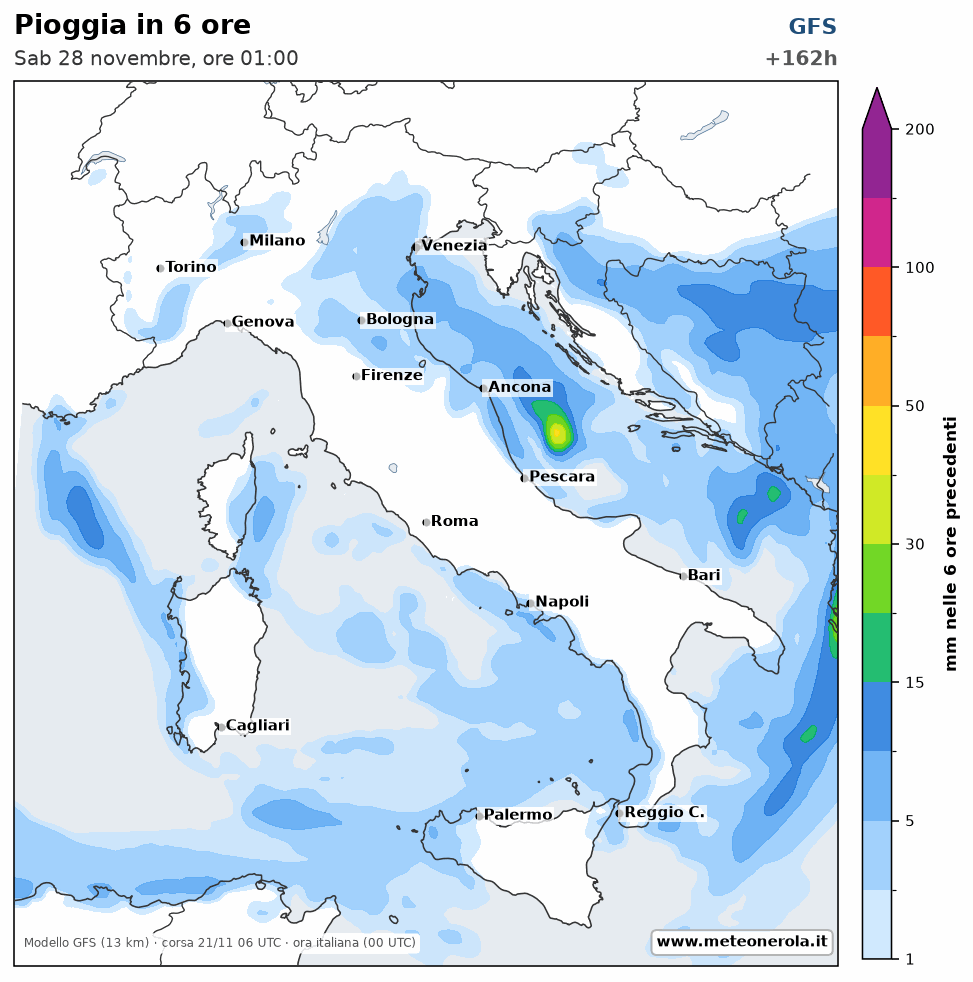 Pioggia in 6 ore
GFS
Sab 28 novembre, ore 01:00
+162h
200
100
50
30
15
5
1
mm nelle 6 ore precedenti
Milano
Venezia
Torino
Genova
Bologna
Firenze
Ancona
Pescara
Roma
Bari
Napoli
Cagliari
Palermo
Reggio C.
Modello GFS (13 km) · corsa 21/11 06 UTC · ora italiana (00 UTC)
www.meteonerola.it